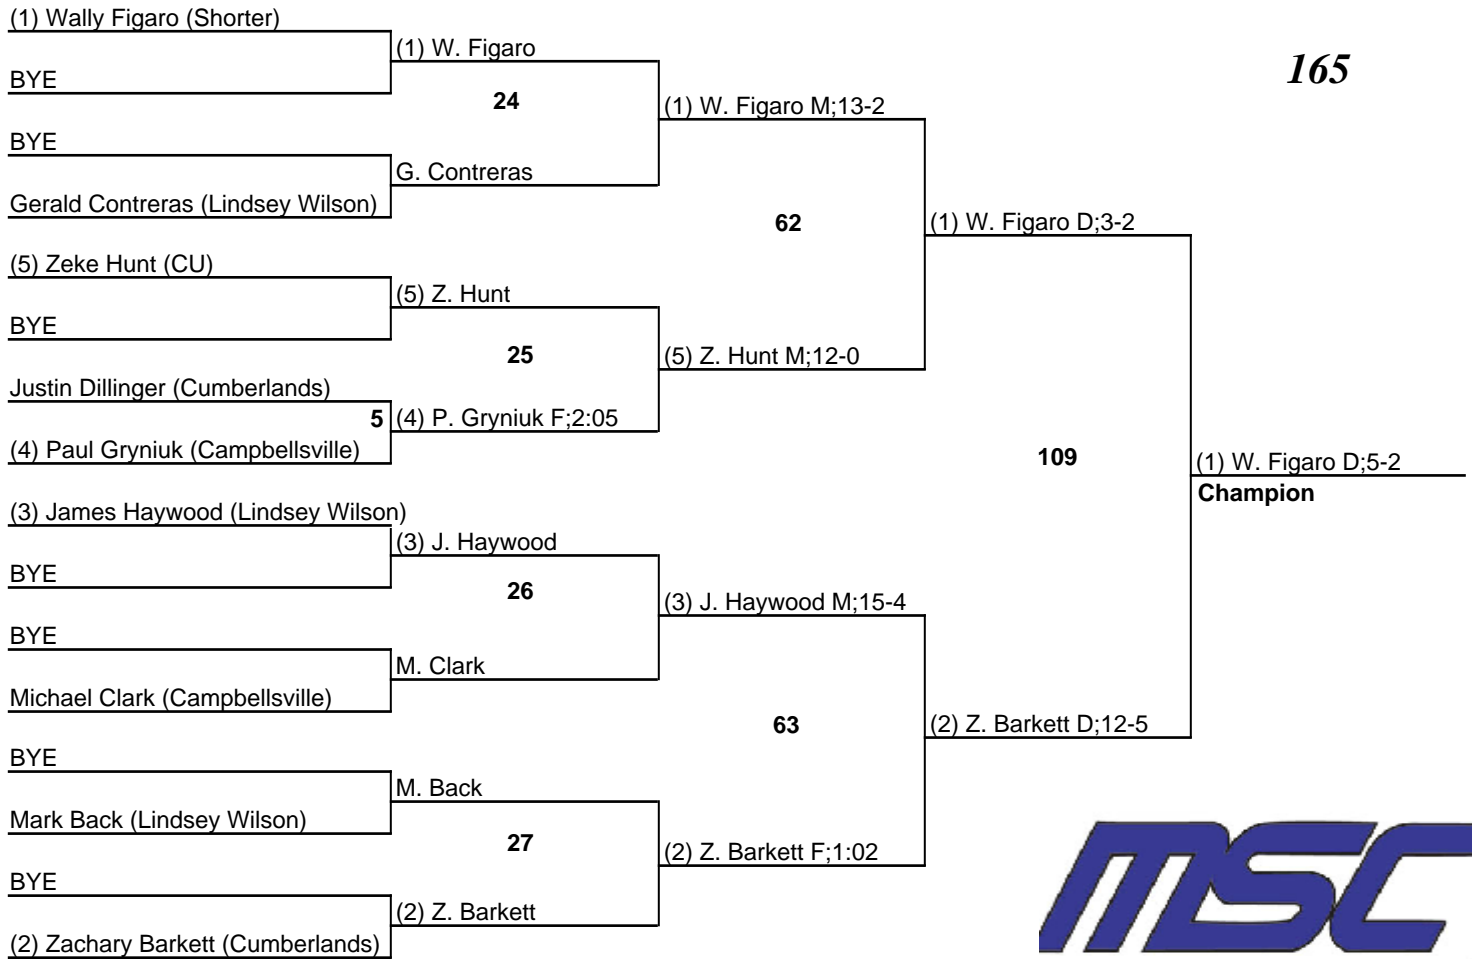 (1) Wally Figaro (Shorter)
BYE
BYE
Gerald Contreras (Lindsey Wilson)
(5) Zeke Hunt (CU)
BYE
Justin Dillinger (Cumberlands)
5
(4) Paul Gryniuk (Campbellsville)
(3) James Haywood (Lindsey Wilson)
BYE
BYE
Michael Clark (Campbellsville)
BYE
Mark Back (Lindsey Wilson)
BYE
(2) Zachary Barkett (Cumberlands)
(1) W. Figaro
24
G. Contreras
(5) Z. Hunt
25
(4) P. Gryniuk F;2:05
(3) J. Haywood
26
M. Clark
M. Back
27
(2) Z. Barkett
(1) W. Figaro M;13-2
62
(5) Z. Hunt M;12-0
(3) J. Haywood M;15-4
63
(2) Z. Barkett F;1:02
(1) W. Figaro D;3-2
109
(2) Z. Barkett D;12-5
165
(1) W. Figaro D;5-2
Champion
MSC